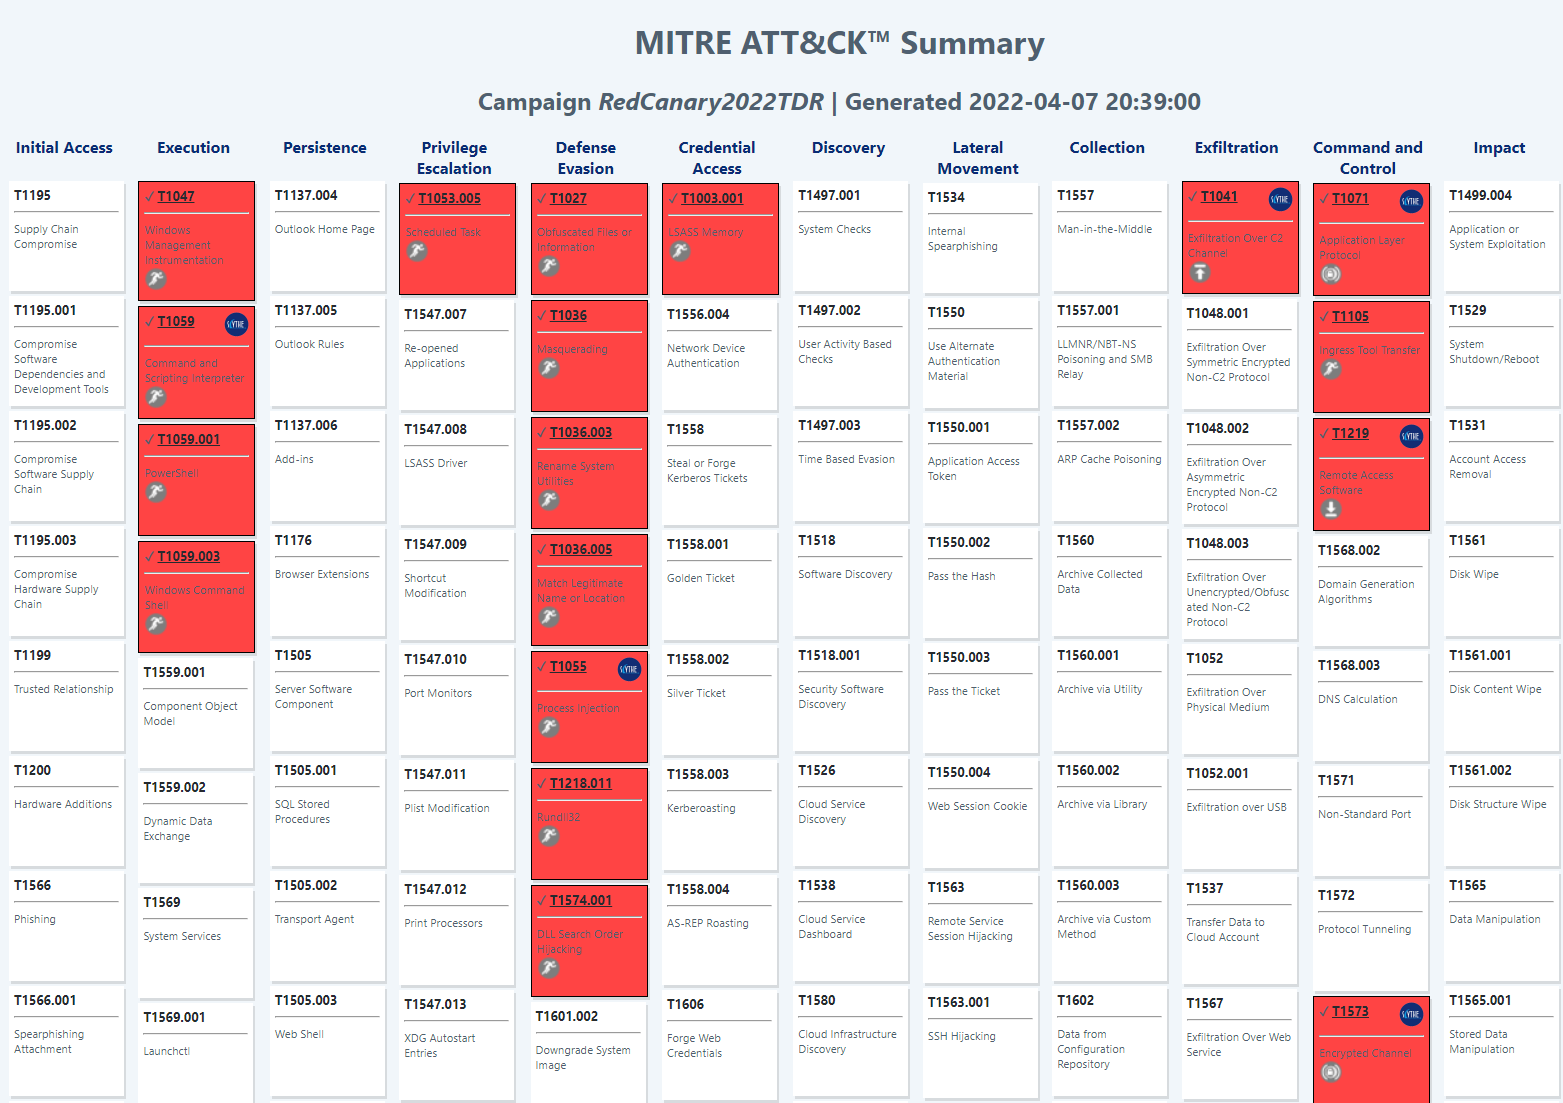 MITRE ATT&CK™ Summary
Campaign RedCanary2022TDR | Generated 2022-04-07 20:39:00
Initial Access
T1195
Supply Chain
Compromise
T1195.001
Compromise
Software
Dependencies and
Development Tools
T1195.002
Compromise
Software Supply
Chain
T1195.003
Compromise
Hardware Supply
Chain
T1199
Trusted Relationship
T1200
Hardware Additions
T1566
Phishing
T1566.001
Spearphishing
Attachment
Execution
✓ T1047
Windows
Management
Instrumentation
✓ T1059
SCYTHE
Command and
Scripting Interpreter
✓ T1059.001
PowerShell
✓ T1059.003
Windows Command
Shell
T1559.001
Component Object
Model
T1559.002
Dynamic Data
Exchange
T1569
System Services
T1569.001
Launchctl
Persistence
T1137.004
Outlook Home Page
T1137.005
Outlook Rules
T1137.006
Add-ins
T1176
Browser Extensions
T1505
Server Software
Component
T1505.001
SQL Stored
Procedures
T1505.002
Transport Agent
T1505.003
Web Shell
Privilege
Escalation
✓ T1053.005
Scheduled Task
T1547.007
Re-opened
Applications
T1547.008
LSASS Driver
T1547.009
Shortcut
Modification
T1547.010
Port Monitors
T1547.011
Plist Modification
T1547.012
Print Processors
T1547.013
XDG Autostart
Entries
Defense
Evasion
✓ T1027
Obfuscated Files or
Information
✓ T1036
Masquerading
✓ T1036.003
Rename System
Utilities
✓ T1036.005
Match Legitimate
Name or Location
✓ T1055
SCYTHE
Process Injection
✓ T1218.011
Rundll32
✓ T1574.001
DLL Search Order
Hijacking
T1601.002
Downgrade System
Image
Credential
Access
✓ T1003.001
LSASS Memory
T1556.004
Network Device
Authentication
T1558
Steal or Forge
Kerberos Tickets
T1558.001
Golden Ticket
T1558.002
Silver Ticket
T1558.003
Kerberoasting
T1558.004
AS-REP Roasting
T1606
Forge Web
Credentials
Discovery
T1497.001
System Checks
T1497.002
User Activity Based
Checks
T1497.003
Time Based Evasion
T1518
Software Discovery
T1518.001
Security Software
Discovery
T1526
Cloud Service
Discovery
T1538
Cloud Service
Dashboard
T1580
Cloud Infrastructure
Discovery
Lateral
Movement
T1534
Internal
Spearphishing
T1550
Use Alternate
Authentication
Material
T1550.001
Application Access
Token
T1550.002
Pass the Hash
T1550.003
Pass the Ticket
T1550.004
Web Session Cookie
T1563
Remote Service
Session Hijacking
T1563.001
SSH Hijacking
Collection
T1557
Man-in-the-Middle
T1557.001
LLMNR/NBT-NS
Poisoning and SMB
Relay
T1557.002
ARP Cache Poisoning
T1560
Archive Collected
Data
T1560.001
Archive via Utility
T1560.002
Archive via Library
T1560.003
Archive via Custom
Method
T1602
Data from
Configuration
Repository
Exfiltration
✓ T1041
SCYTHE
Exfiltration Over C2
Channel
T1048.001
Exfiltration Over
Symmetric Encrypted
Non-C2 Protocol
T1048.002
Exfiltration Over
Asymmetric
Encrypted Non-C2
Protocol
T1048.003
Exfiltration Over
Unencrypted/Obfusc
ated Non-C2
Protocol
T1052
Exfiltration Over
Physical Medium
T1052.001
Exfiltration over USB
T1537
Transfer Data to
Cloud Account
T1567
Exfiltration Over Web
Service
Command and
Control
✓ T1071
SCYTHE
Application Layer
Protocol
✓ T1105
Ingress Tool Transfer
✓ T1219
SCYTHE
Remote Access
Software
T1568.002
Domain Generation
Algorithms
T1568.003
DNS Calculation
T1571
Non-Standard Port
T1572
Protocol Tunneling
✓ T1573
SCYTHE
Encrypted Channel
Impact
T1499.004
Application or
System Exploitation
T1529
System
Shutdown/Reboot
T1531
Account Access
Removal
T1561
Disk Wipe
T1561.001
Disk Content Wipe
T1561.002
Disk Structure Wipe
T1565
Data Manipulation
T1565.001
Stored Data
Manipulation